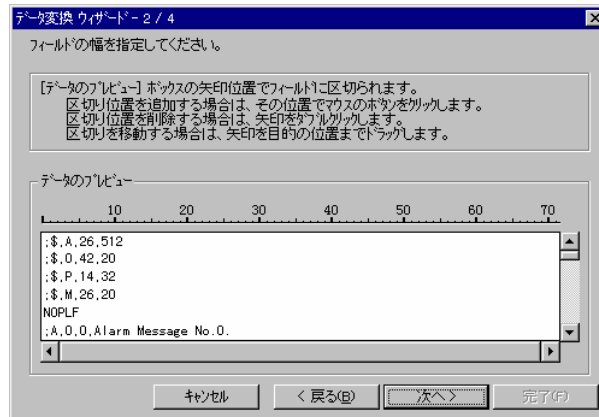 ﾃﾞｰﾀ変換 ｳｨｻﾞｰﾄﾞ - 2 / 4
ﾌｨｰﾙﾄﾞの幅を指定してください。
[ﾃﾞｰﾀのﾌﾟﾚﾋﾞｭｰ] ﾎﾞｯｸｽの矢印位置でﾌｨｰﾙﾄﾞに区切られます。
区切り位置を追加する場合は、その位置でﾏｳｽのﾎﾞﾀﾝをｸﾘｯｸします。
区切り位置を削除する場合は、矢印をﾀﾞﾌﾞﾙｸﾘｯｸします。
区切りを移動する場合は、矢印を目的の位置までﾄﾞﾗｯｸﾞします。
ﾃﾞｰﾀのﾌﾟﾚﾋﾞｭｰ
10 20 30 40 50 60 70
;$,A,26,512
;$,O,42,20
;$,P,14,32
;$,M,26,20
NOPLF
;A,0,0,Alarm Message No.0.
ｷｬﾝｾﾙ < 戻る(B) 次へ > 完了(F)